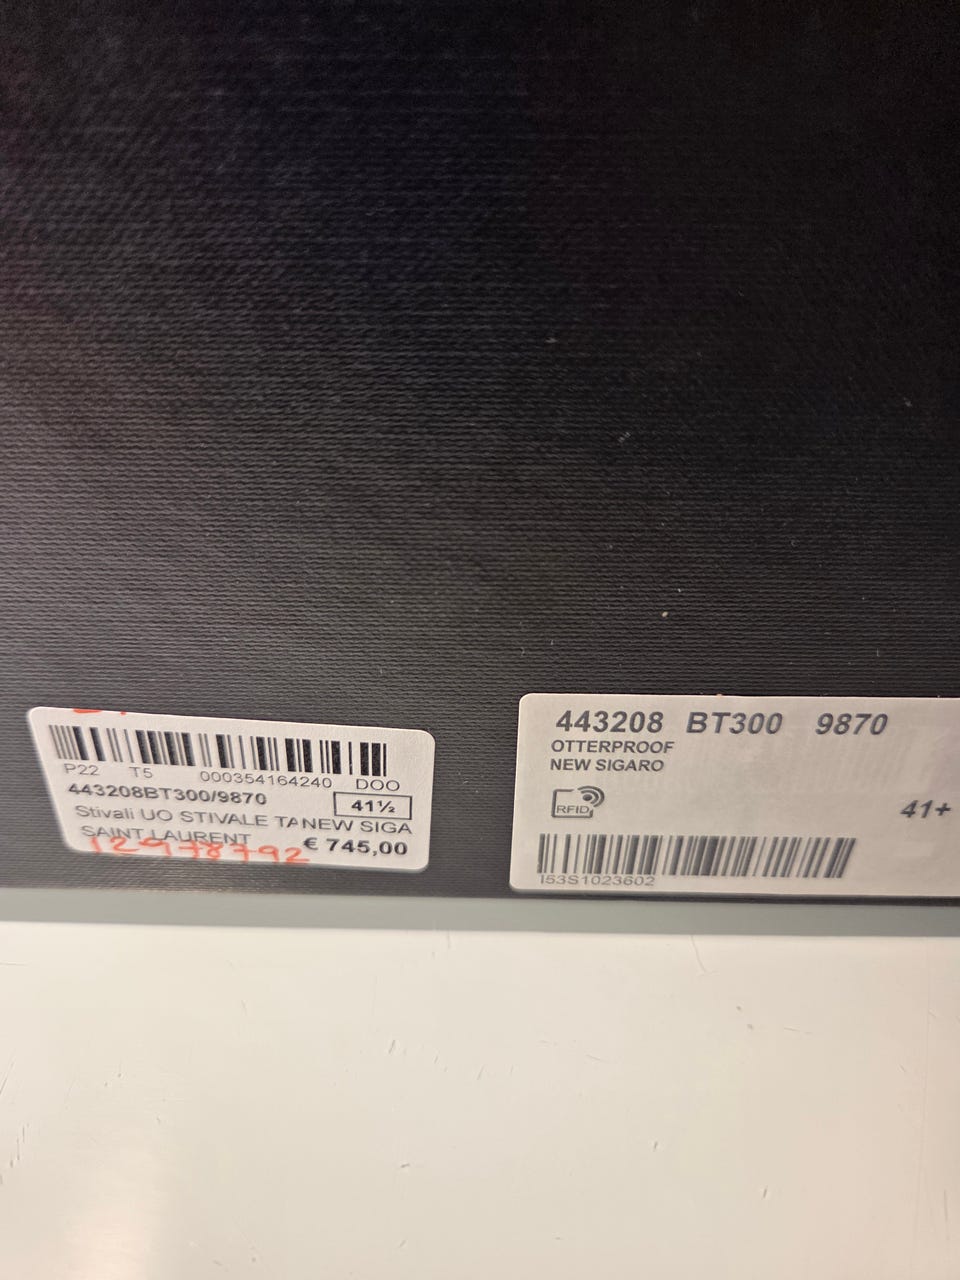 P22 T5 000354164240 DOO
443208BT300/9870
41½
Stivali UO STIVALE TANEW SIGA
SAINT LAURENT € 745,00
12978792
443208 BT300 9870
OTTERPROOF
NEW SIGARO
RFID
41+
I53S1023602